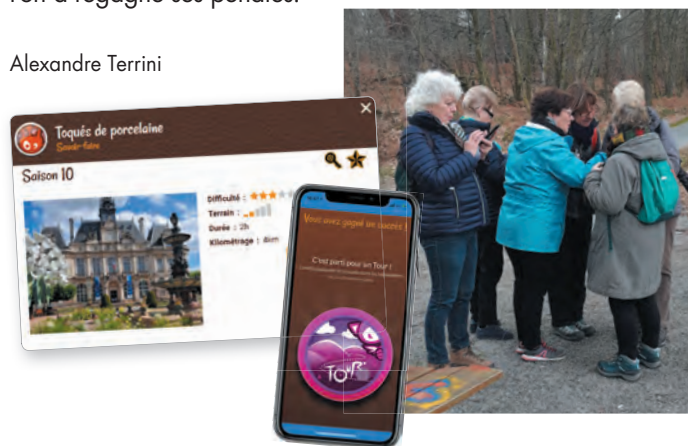 l'on a regagné ses pénates.
Alexandre Terrini
Toqués de porcelaine
Savoir-faire
Saison 10
Difficulté :
Terrain :
Durée : 2h
Kilométrage : 4km
Vous avez gagné un succès !
C'est parti pour un Tour !
TOUR